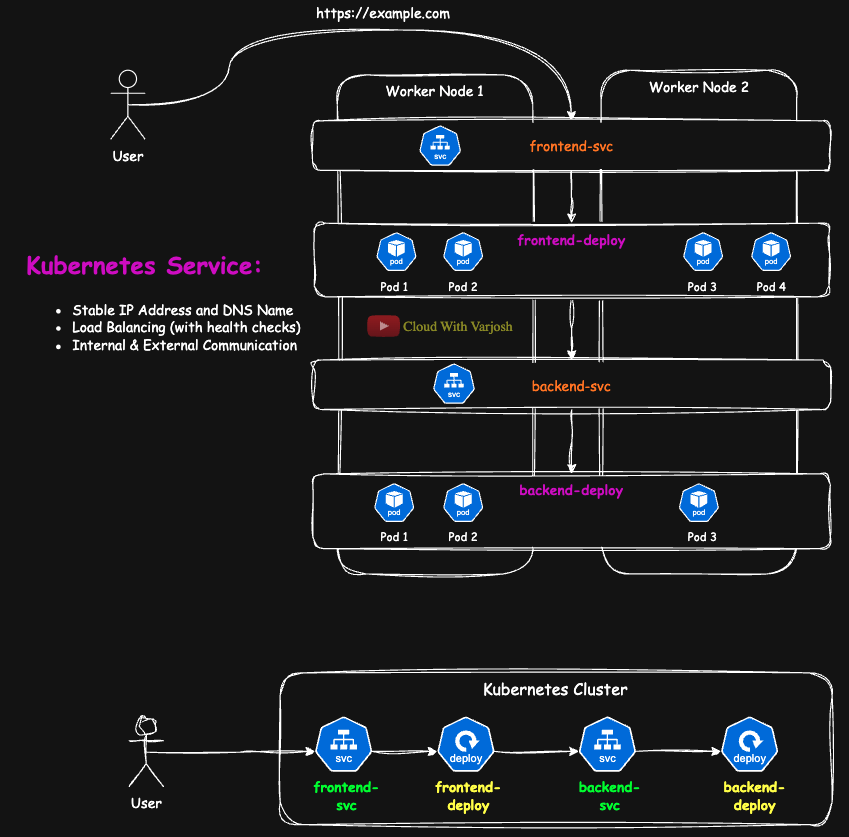 https://example.com
Worker Node 1
Worker Node 2
User
svc
frontend-svc
frontend-deploy
pod
pod
pod
pod
Pod 1
Pod 2
Pod 3
Pod 4
Kubernetes Service:
• Stable IP Address and DNS Name
• Load Balancing (with health checks)
• Internal & External Communication
Cloud With Varjosh
svc
backend-svc
backend-deploy
pod
pod
pod
Pod 1
Pod 2
Pod 3
Kubernetes Cluster
svc
deploy
svc
deploy
frontend-
svc
frontend-
deploy
backend-
svc
backend-
deploy
User